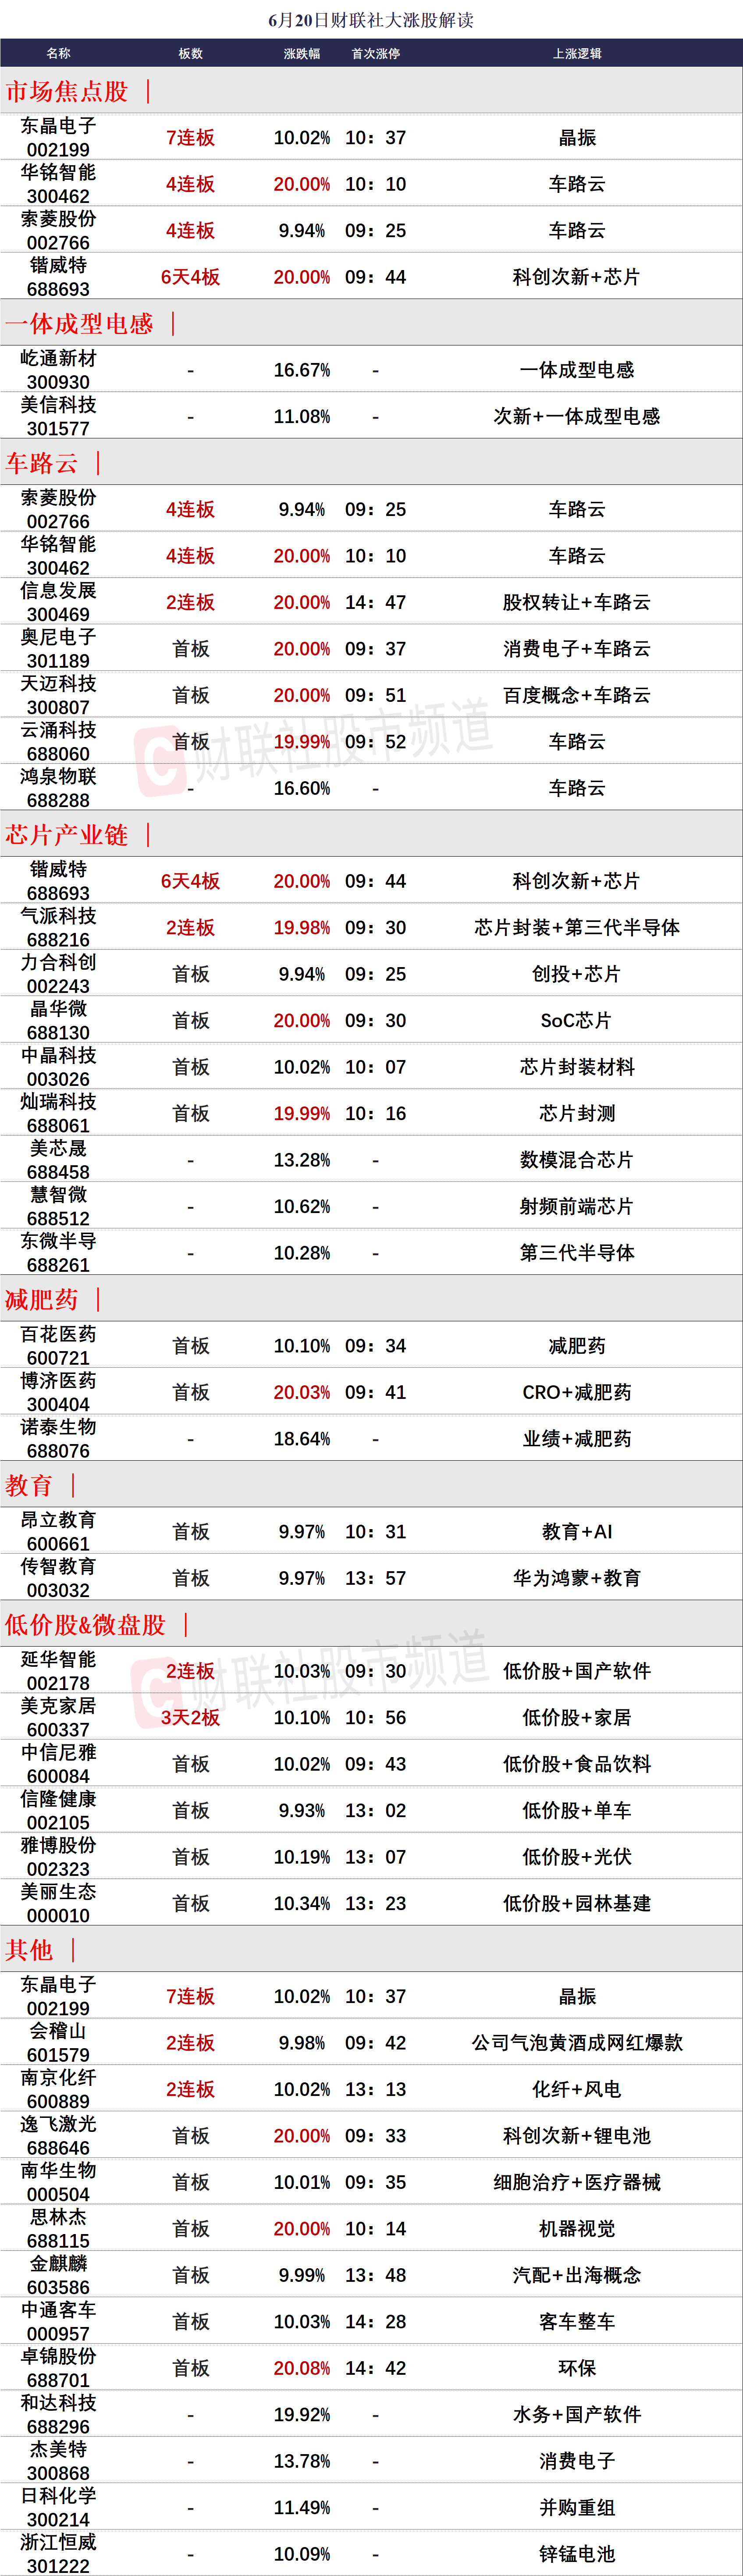 6月20日财联社大涨股解读
名称 板数 涨跌幅 首次涨停 上涨逻辑
市场焦点股 |
东晶电子
002199 7连板 10.02% 10：37 晶振
华铭智能
300462 4连板 20.00% 10：10 车路云
索菱股份
002766 4连板 9.94% 09：25 车路云
锴威特
688693 6天4板 20.00% 09：44 科创次新+芯片
一体成型电感 |
屹通新材
300930 - 16.67% - 一体成型电感
美信科技
301577 - 11.08% - 次新+一体成型电感
车路云 |
索菱股份
002766 4连板 9.94% 09：25 车路云
华铭智能
300462 4连板 20.00% 10：10 车路云
信息发展
300469 2连板 20.00% 14：47 股权转让+车路云
奥尼电子
301189 首板 20.00% 09：37 消费电子+车路云
天迈科技
300807 首板 20.00% 09：51 百度概念+车路云
云涌科技
688060 首板 19.99% 09：52 车路云
财联社股市频道
鸿泉物联
688288 - 16.60% - 车路云
芯片产业链 |
锴威特
688693 6天4板 20.00% 09：44 科创次新+芯片
气派科技
688216 2连板 19.98% 09：30 芯片封装+第三代半导体
力合科创
002243 首板 9.94% 09：25 创投+芯片
晶华微
688130 首板 20.00% 09：30 SoC芯片
中晶科技
003026 首板 10.02% 10：07 芯片封装材料
灿瑞科技
688061 首板 19.99% 10：16 芯片封测
美芯晟
688458 - 13.28% - 数模混合芯片
慧智微
688512 - 10.62% - 射频前端芯片
东微半导
688261 - 10.28% - 第三代半导体
减肥药 |
百花医药
600721 首板 10.10% 09：34 减肥药
博济医药
300404 首板 20.03% 09：41 CRO+减肥药
诺泰生物
688076 - 18.64% - 业绩+减肥药
教育 |
昂立教育
600661 首板 9.97% 10：31 教育+AI
传智教育
003032 首板 9.97% 13：57 华为鸿蒙+教育
低价股&微盘股 |
延华智能
002178 2连板 10.03% 09：30 低价股+国产软件
财联社股市频道
美克家居
600337 3天2板 10.10% 10：56 低价股+家居
中信尼雅
600084 首板 10.02% 09：43 低价股+食品饮料
信隆健康
002105 首板 9.93% 13：02 低价股+单车
雅博股份
002323 首板 10.19% 13：07 低价股+光伏
美丽生态
000010 首板 10.34% 13：23 低价股+园林基建
其他 |
东晶电子
002199 7连板 10.02% 10：37 晶振
会稽山
601579 2连板 9.98% 09：42 公司气泡黄酒成网红爆款
南京化纤
600889 2连板 10.02% 13：13 化纤+风电
逸飞激光
688646 首板 20.00% 09：33 科创次新+锂电池
南华生物
000504 首板 10.01% 09：35 细胞治疗+医疗器械
思林杰
688115 首板 20.00% 10：14 机器视觉
金麒麟
603586 首板 9.99% 13：48 汽配+出海概念
中通客车
000957 首板 10.03% 14：28 客车整车
卓锦股份
688701 首板 20.08% 14：42 环保
和达科技
688296 - 19.92% - 水务+国产软件
杰美特
300868 - 13.78% - 消费电子
日科化学
300214 - 11.49% - 并购重组
浙江恒威
301222 - 10.09% - 锌锰电池